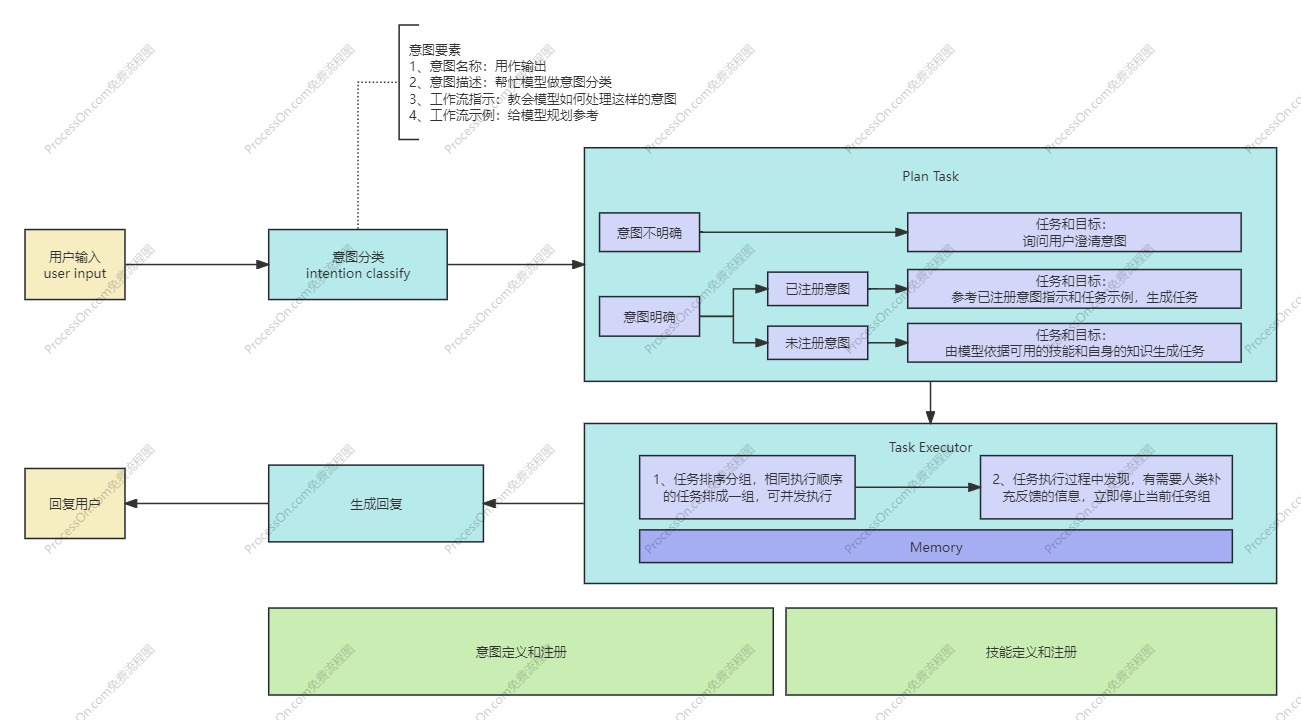 意图要素
1、意图名称：用作输出
2、意图描述：帮忙模型做意图分类
3、工作流指示：教会模型如何处理这样的意图
4、工作流示例：给模型规划参考
用户输入
user input
意图分类
intention classify
Plan Task
意图不明确
任务和目标：
询问用户澄清意图
意图明确
已注册意图
任务和目标：
参考已注册意图指示和任务示例，生成任务
未注册意图
任务和目标：
由模型依据可用的技能和自身的知识生成任务
Task Executor
1、任务排序分组，相同执行顺序
的任务排成一组，可并发执行
2、任务执行过程中发现，有需要人类补
充反馈的信息，立即停止当前任务组
Memory
生成回复
回复用户
意图定义和注册
技能定义和注册
ProcessOn.com免费流程图